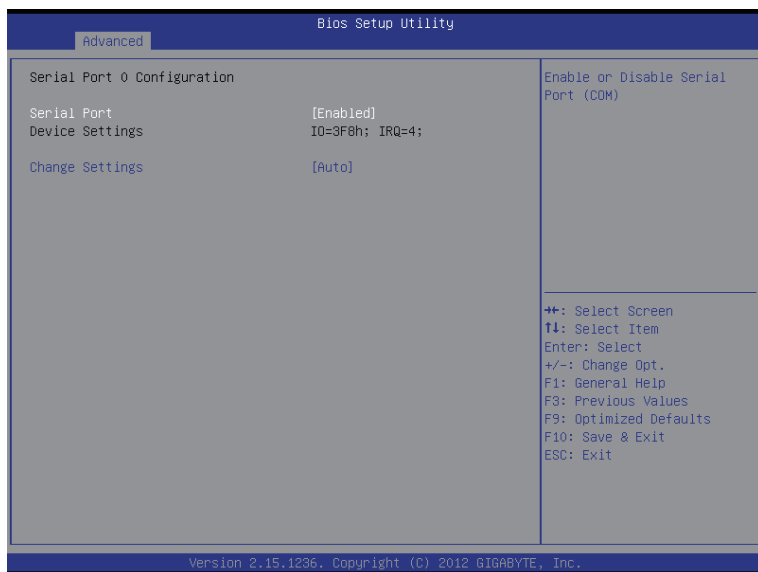 Bios Setup Utility
Advanced
Serial Port 0 Configuration
Serial Port [Enabled]
Device Settings IO=3F8h; IRQ=4;
Change Settings [Auto]
Enable or Disable Serial
Port (COM)
→←: Select Screen
↑↓: Select Item
Enter: Select
+/-: Change Opt.
F1: General Help
F3: Previous Values
F9: Optimized Defaults
F10: Save & Exit
ESC: Exit
Version 2.15.1236. Copyright (C) 2012 GIGABYTE, Inc.